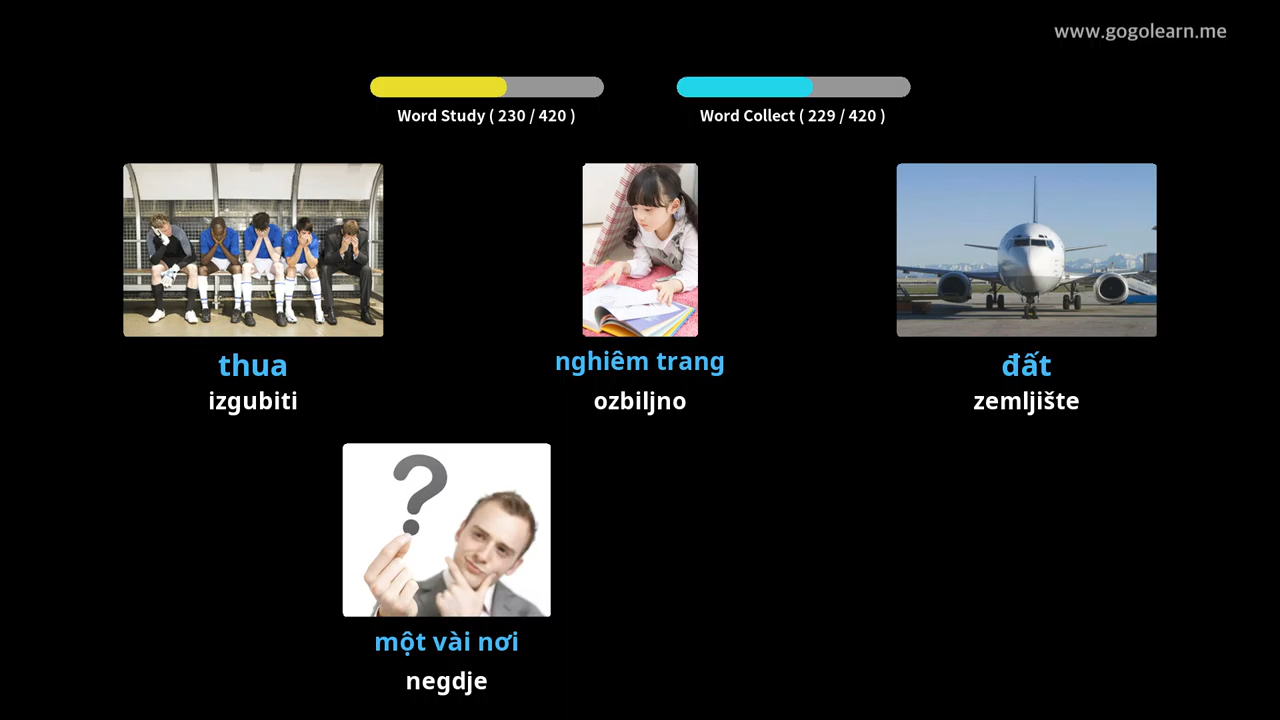 www.gogolearn.me
Word Study ( 230 / 420 )
Word Collect ( 229 / 420 )
thua
izgubiti
nghiêm trang
ozbiljno
đất
zemljište
một vài nơi
negdje